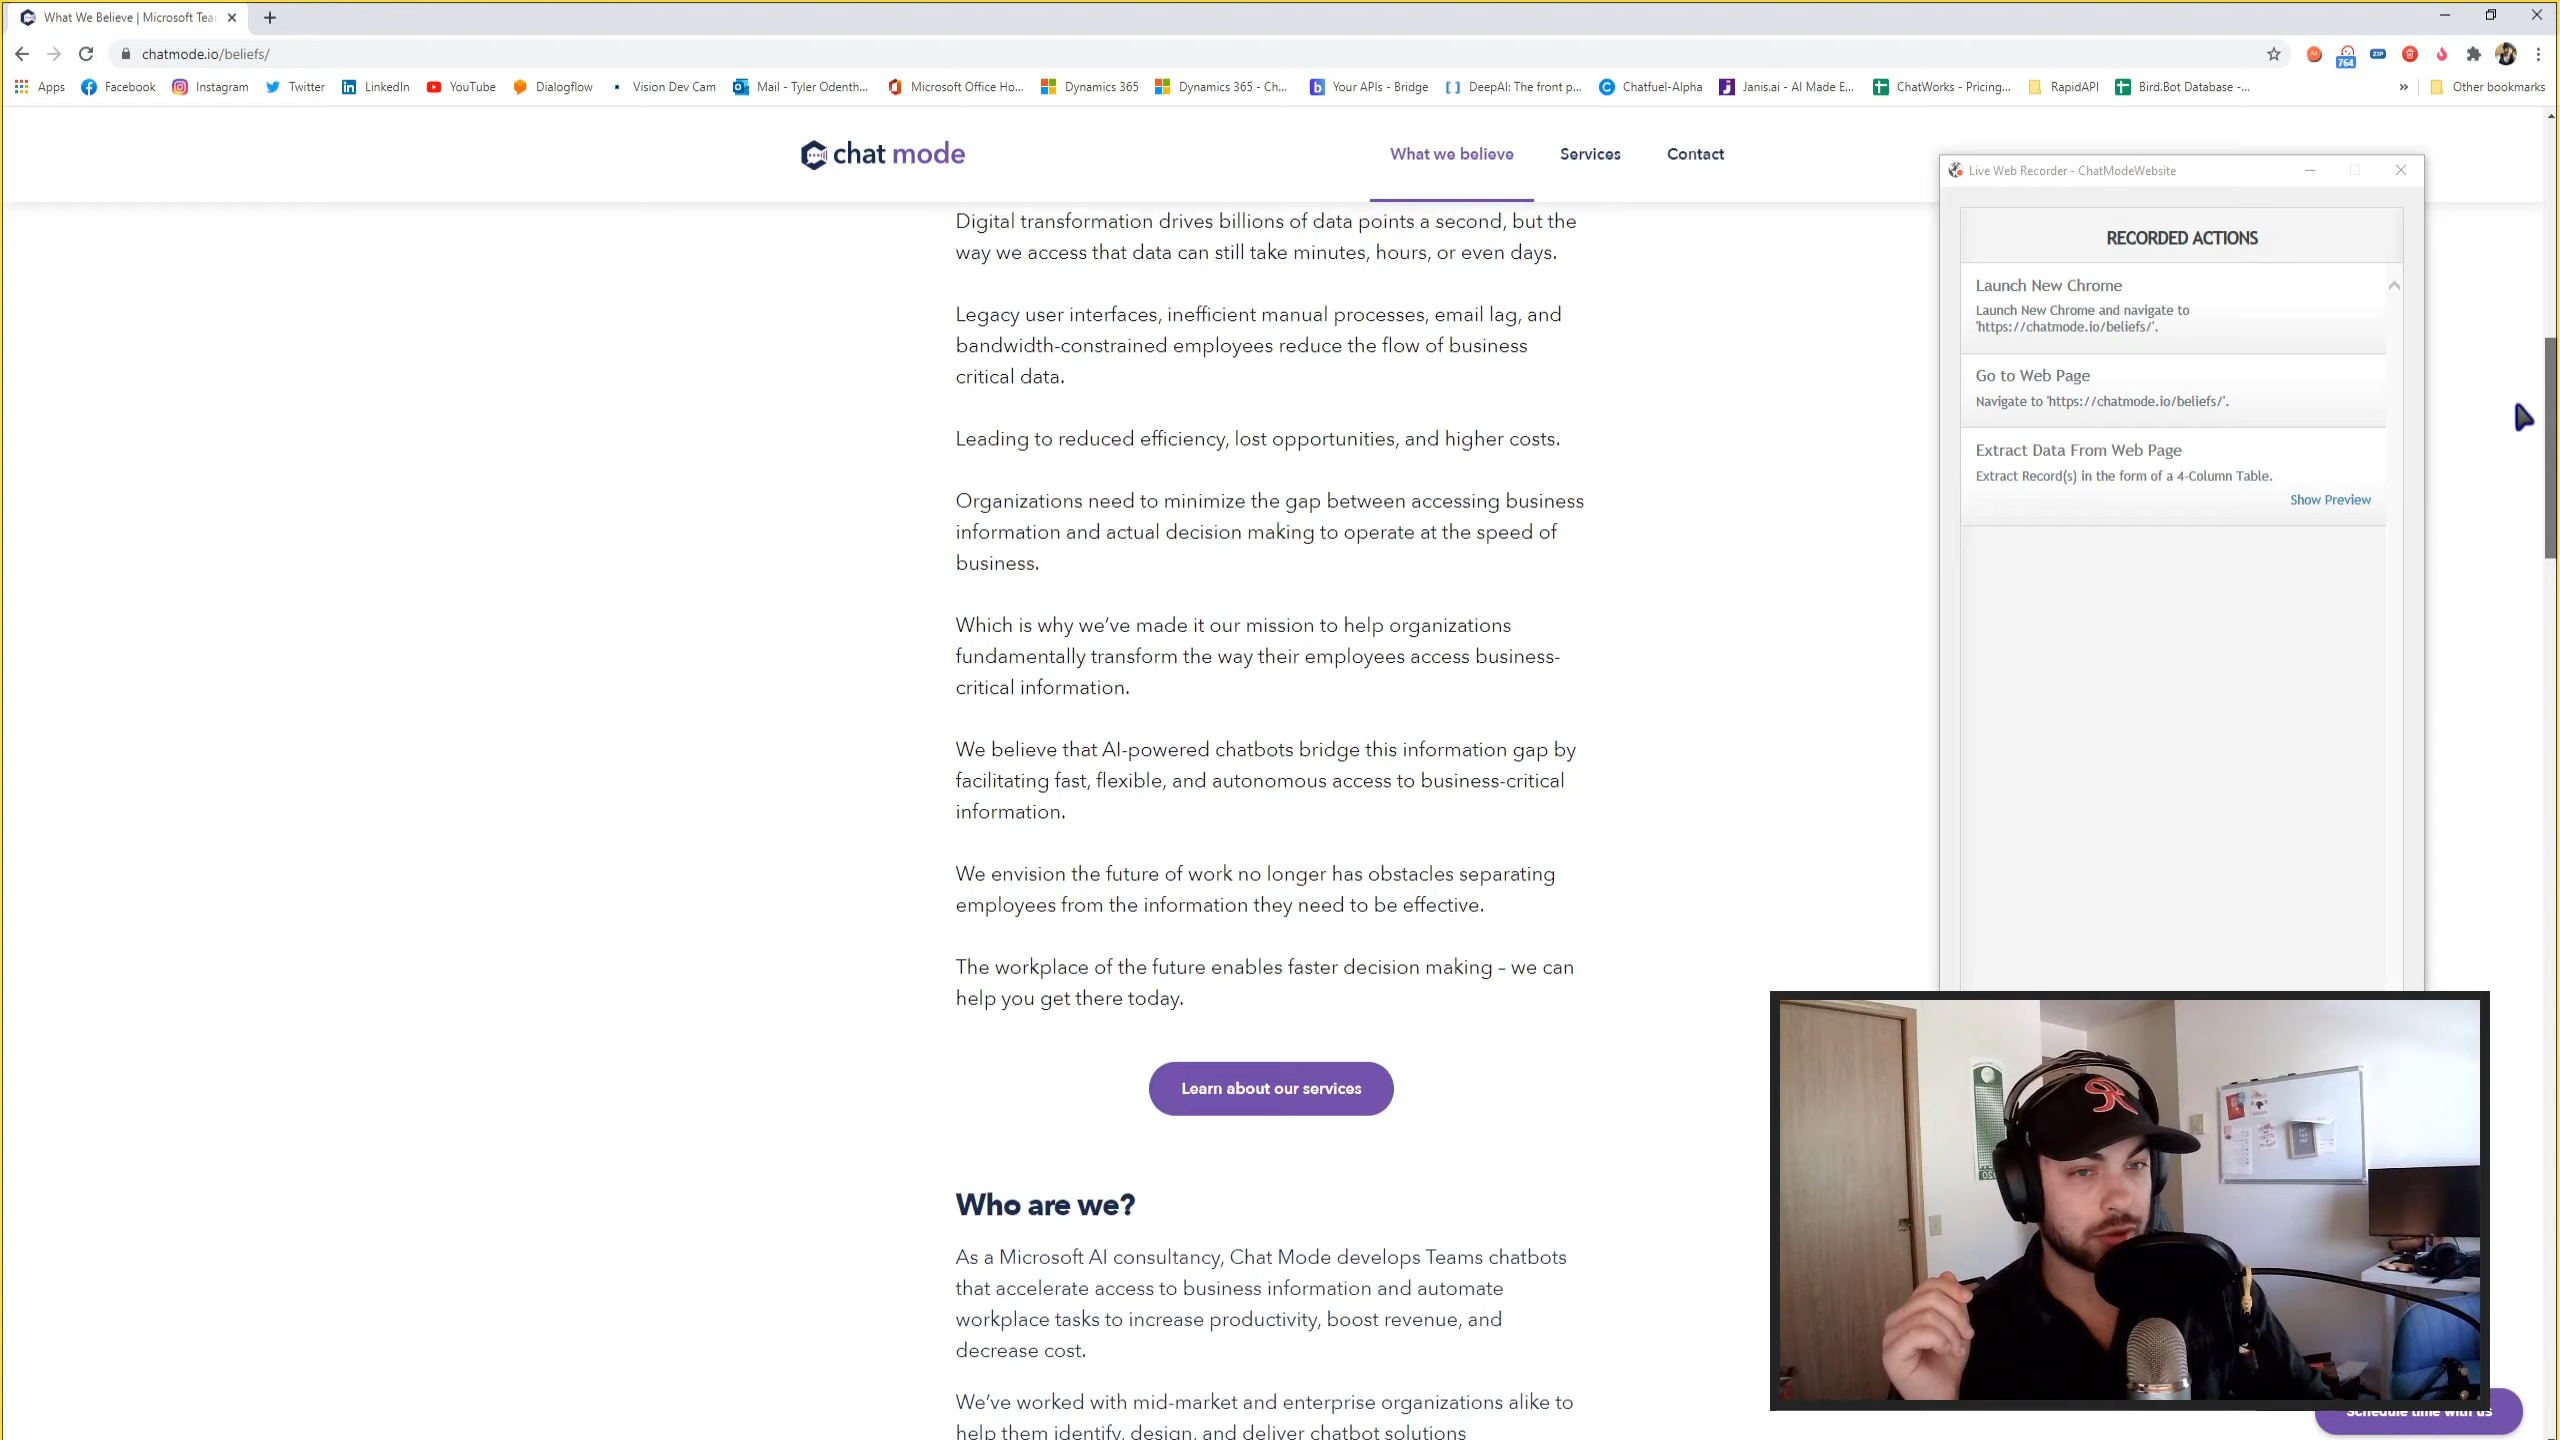 What We Believe | Microsoft Tea
chatmode.io/beliefs/
764
ZIP
Apps
Facebook
Instagram
Twitter
LinkedIn
YouTube
Dialogflow
Vision Dev Cam
Mail - Tyler Odenth...
Microsoft Office Ho...
Dynamics 365
Dynamics 365 - Ch...
Your APIs - Bridge
DeepAI: The front p...
Chatfuel-Alpha
Janis.ai - AI Made E...
ChatWorks - Pricing...
RapidAPI
Bird.Bot Database -...
»
Other bookmarks
chat mode
What we believe
Services
Contact
Digital transformation drives billions of data points a second, but the
way we access that data can still take minutes, hours, or even days.
Legacy user interfaces, inefficient manual processes, email lag, and
bandwidth-constrained employees reduce the flow of business
critical data.
Leading to reduced efficiency, lost opportunities, and higher costs.
Organizations need to minimize the gap between accessing business
information and actual decision making to operate at the speed of
business.
Which is why we’ve made it our mission to help organizations
fundamentally transform the way their employees access business-
critical information.
We believe that AI-powered chatbots bridge this information gap by
facilitating fast, flexible, and autonomous access to business-critical
information.
We envision the future of work no longer has obstacles separating
employees from the information they need to be effective.
The workplace of the future enables faster decision making – we can
help you get there today.
Learn about our services
Who are we?
As a Microsoft AI consultancy, Chat Mode develops Teams chatbots
that accelerate access to business information and automate
workplace tasks to increase productivity, boost revenue, and
decrease cost.
We’ve worked with mid-market and enterprise organizations alike to
help them identify, design, and deliver chatbot solutions
Live Web Recorder - ChatModeWebsite
RECORDED ACTIONS
Launch New Chrome
Launch New Chrome and navigate to
'https://chatmode.io/beliefs/'.
Go to Web Page
Navigate to 'https://chatmode.io/beliefs/'.
Extract Data From Web Page
Extract Record(s) in the form of a 4-Column Table.
Show Preview
Schedule time with us